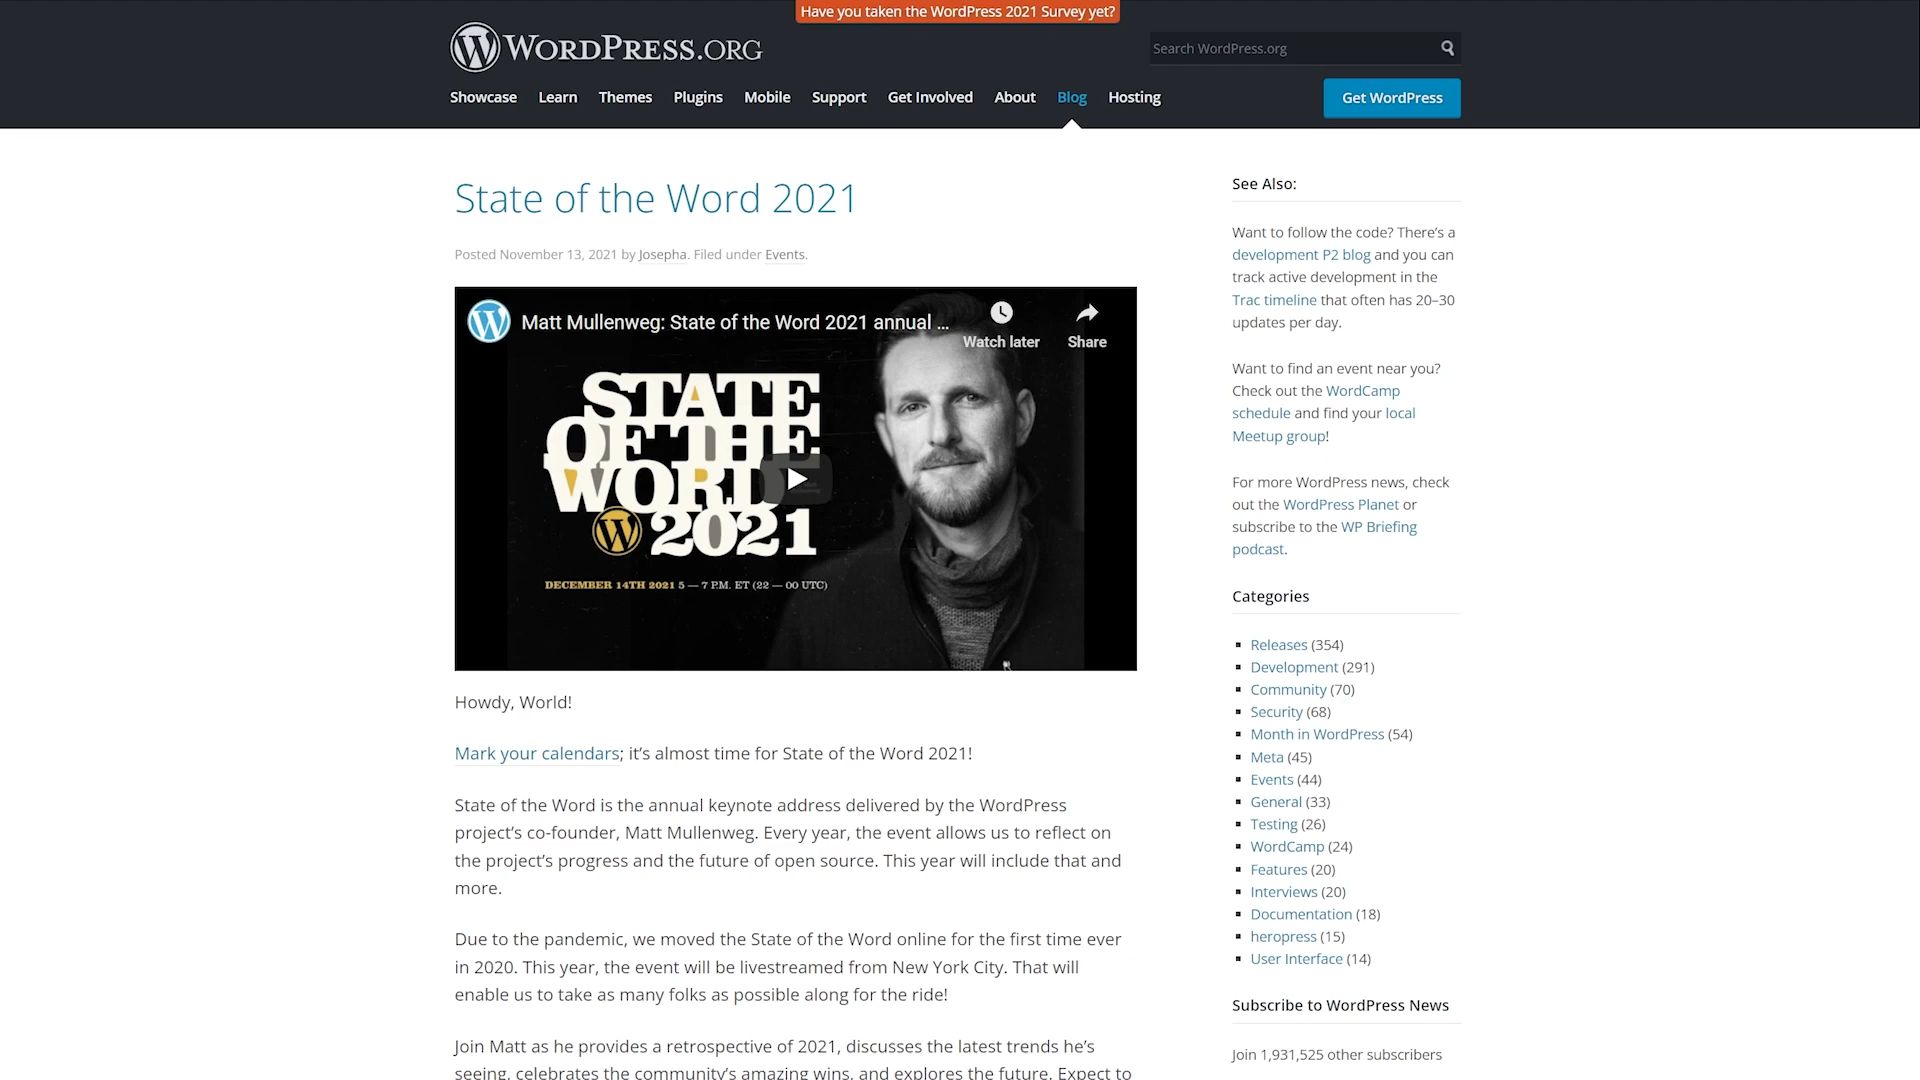 Have you taken the WordPress 2021 Survey yet?
WORDPRESS.ORG
Search WordPress.org
Showcase Learn Themes Plugins Mobile Support Get Involved About Blog Hosting
Get WordPress
State of the Word 2021
Posted November 13, 2021 by Josepha. Filed under Events.
Matt Mullenweg: State of the Word 2021 annual ...
Watch later
Share
STATE
OF THE
WORD
2021
DECEMBER 14TH 2021 5 — 7 P.M. ET (22 — 00 UTC)
Howdy, World!
Mark your calendars; it's almost time for State of the Word 2021!
State of the Word is the annual keynote address delivered by the WordPress
project's co-founder, Matt Mullenweg. Every year, the event allows us to reflect on
the project's progress and the future of open source. This year will include that and
more.
Due to the pandemic, we moved the State of the Word online for the first time ever
in 2020. This year, the event will be livestreamed from New York City. That will
enable us to take as many folks as possible along for the ride!
Join Matt as he provides a retrospective of 2021, discusses the latest trends he's
seeing, celebrates the community's amazing wins, and explores the future. Expect to
See Also:
Want to follow the code? There's a
development P2 blog and you can
track active development in the
Trac timeline that often has 20–30
updates per day.
Want to find an event near you?
Check out the WordCamp
schedule and find your local
Meetup group!
For more WordPress news, check
out the WordPress Planet or
subscribe to the WP Briefing
podcast.
Categories
Releases (354)
Development (291)
Community (70)
Security (68)
Month in WordPress (54)
Meta (45)
Events (44)
General (33)
Testing (26)
WordCamp (24)
Features (20)
Interviews (20)
Documentation (18)
heropress (15)
User Interface (14)
Subscribe to WordPress News
Join 1,931,525 other subscribers